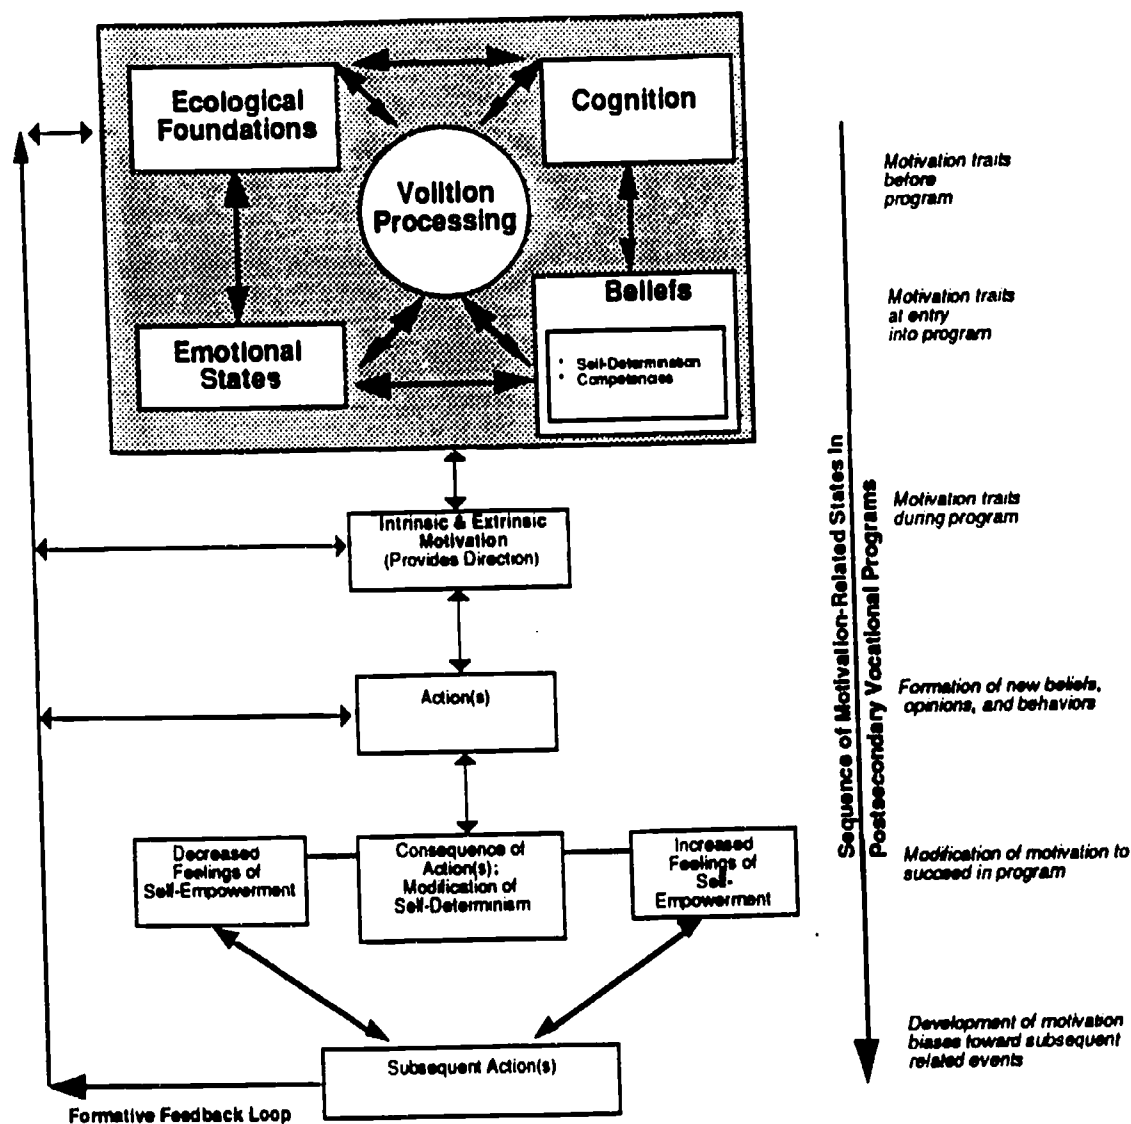 Ecological
Foundations
Cognition
Volition
Processing
Beliefs
• Self-Determination
• Competencies
Emotional
States
Intrinsic & Extrinsic
Motivation
(Provides Direction)
Action(s)
Decreased
Feelings of
Self-Empowerment
Consequence of
Action(s):
Modification of
Self-Determinism
Increased
Feelings of
Self-
Empowerment
Subsequent Action(s)
Formative Feedback Loop
Sequence of Motivation-Related States In
Postsecondary Vocational Programs
Motivation traits
before
program
Motivation traits
at entry
into program
Motivation traits
during program
Formation of new beliefs,
opinions, and behaviors
Modification of motivation to
succeed in program
Development of motivation
biases toward subsequent
related events